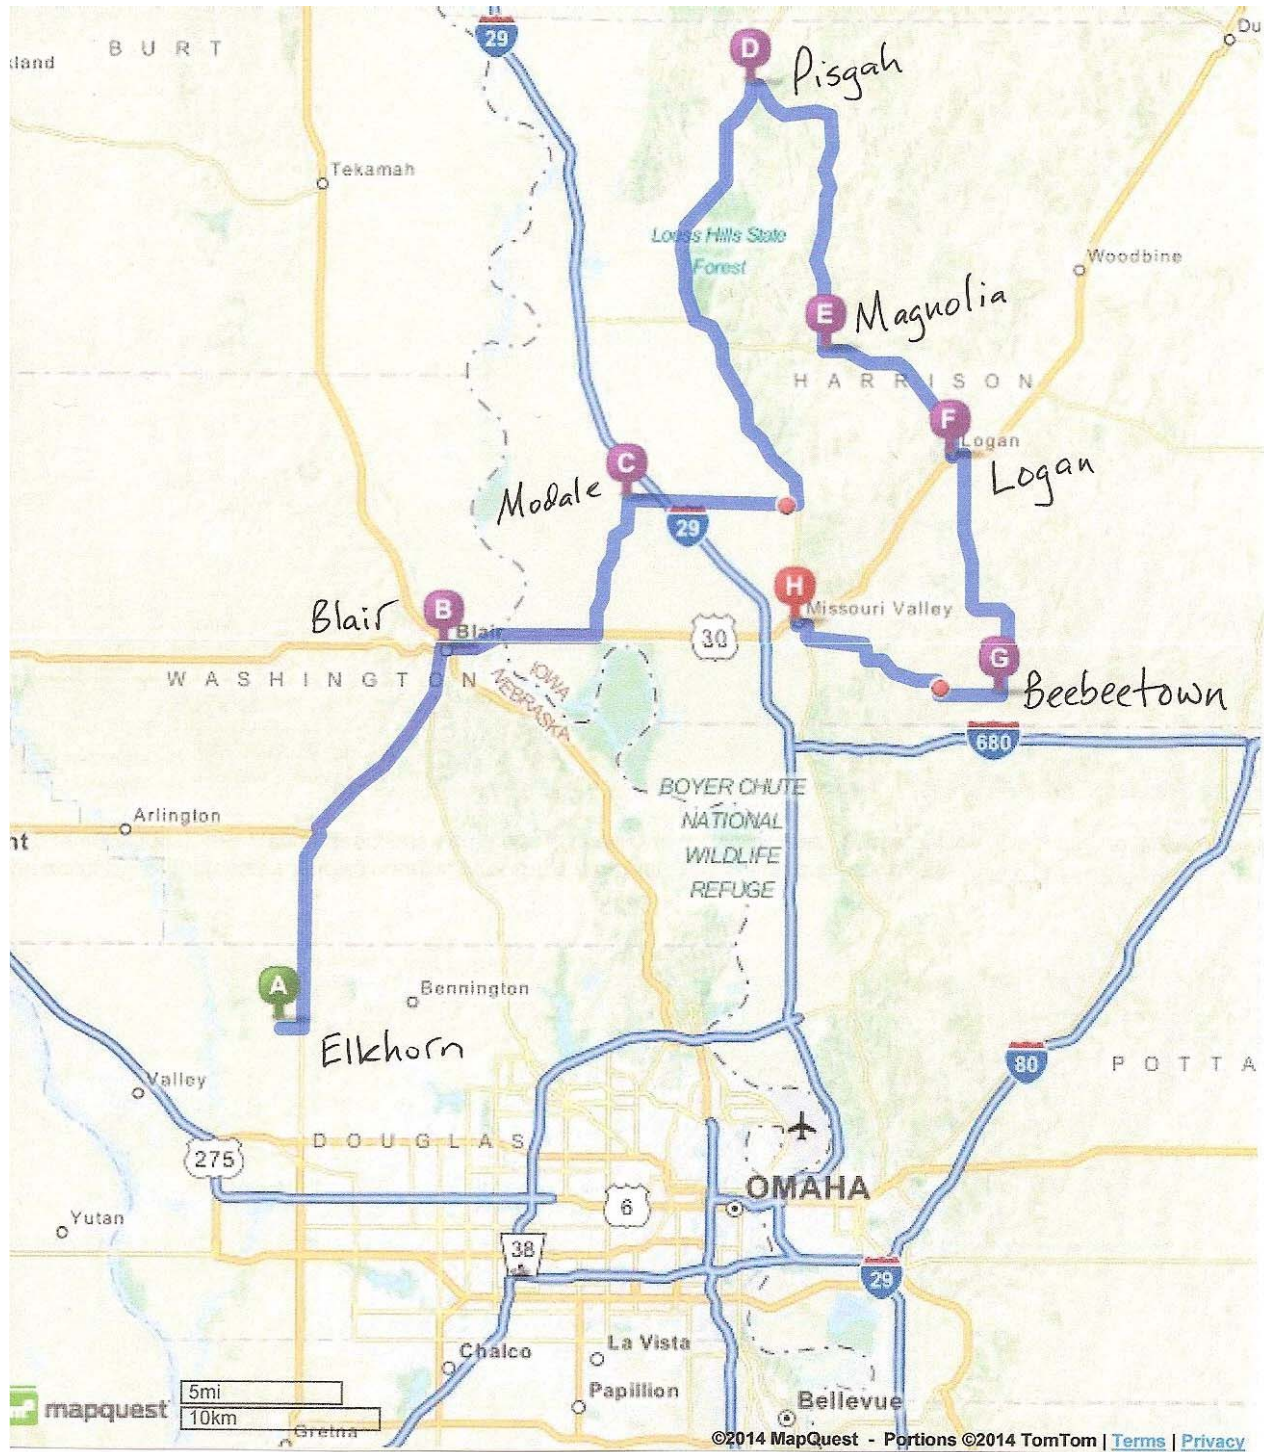 29
D
Du
BURT
Pisgah
land
Tekamah
Loess Hills State
Forest
Woodbine
E
Magnolia
HARRISON
F
Logan
Logan
C
Modale
29
H
Missouri Valley
B
Blair
Blair
30
G
Beebeetown
WASHINGTON
IOWA
NEBRASKA
680
BOYER CHUTE
NATIONAL
WILDLIFE
REFUGE
Arlington
nt
A
Bennington
Elkhorn
80
POTTA
Valley
DOUGLAS
275
OMAHA
6
Yutan
38
29
La Vista
Chalco
5mi
Papillion
mapquest
10km
Bellevue
Gretna
©2014 MapQuest - Portions ©2014 TomTom | Terms | Privacy